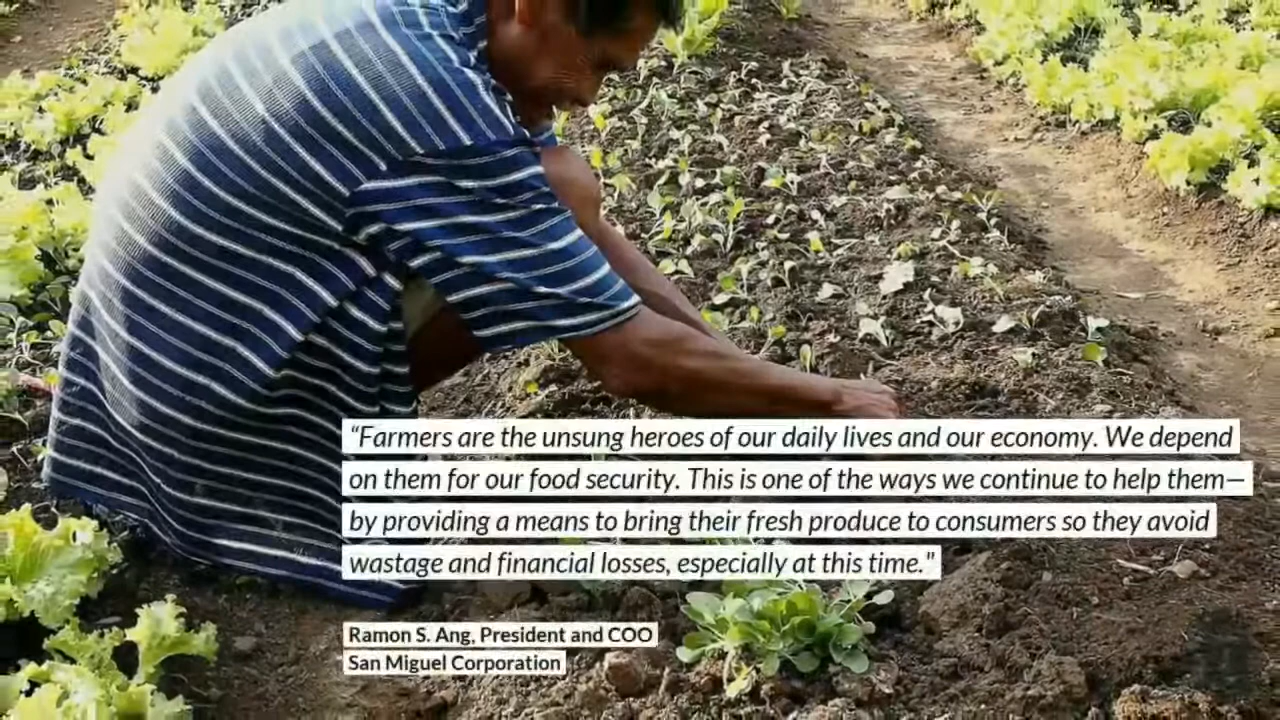 “Farmers are the unsung heroes of our daily lives and our economy. We depend
on them for our food security. This is one of the ways we continue to help them—
by providing a means to bring their fresh produce to consumers so they avoid
wastage and financial losses, especially at this time."
Ramon S. Ang, President and COO
San Miguel Corporation